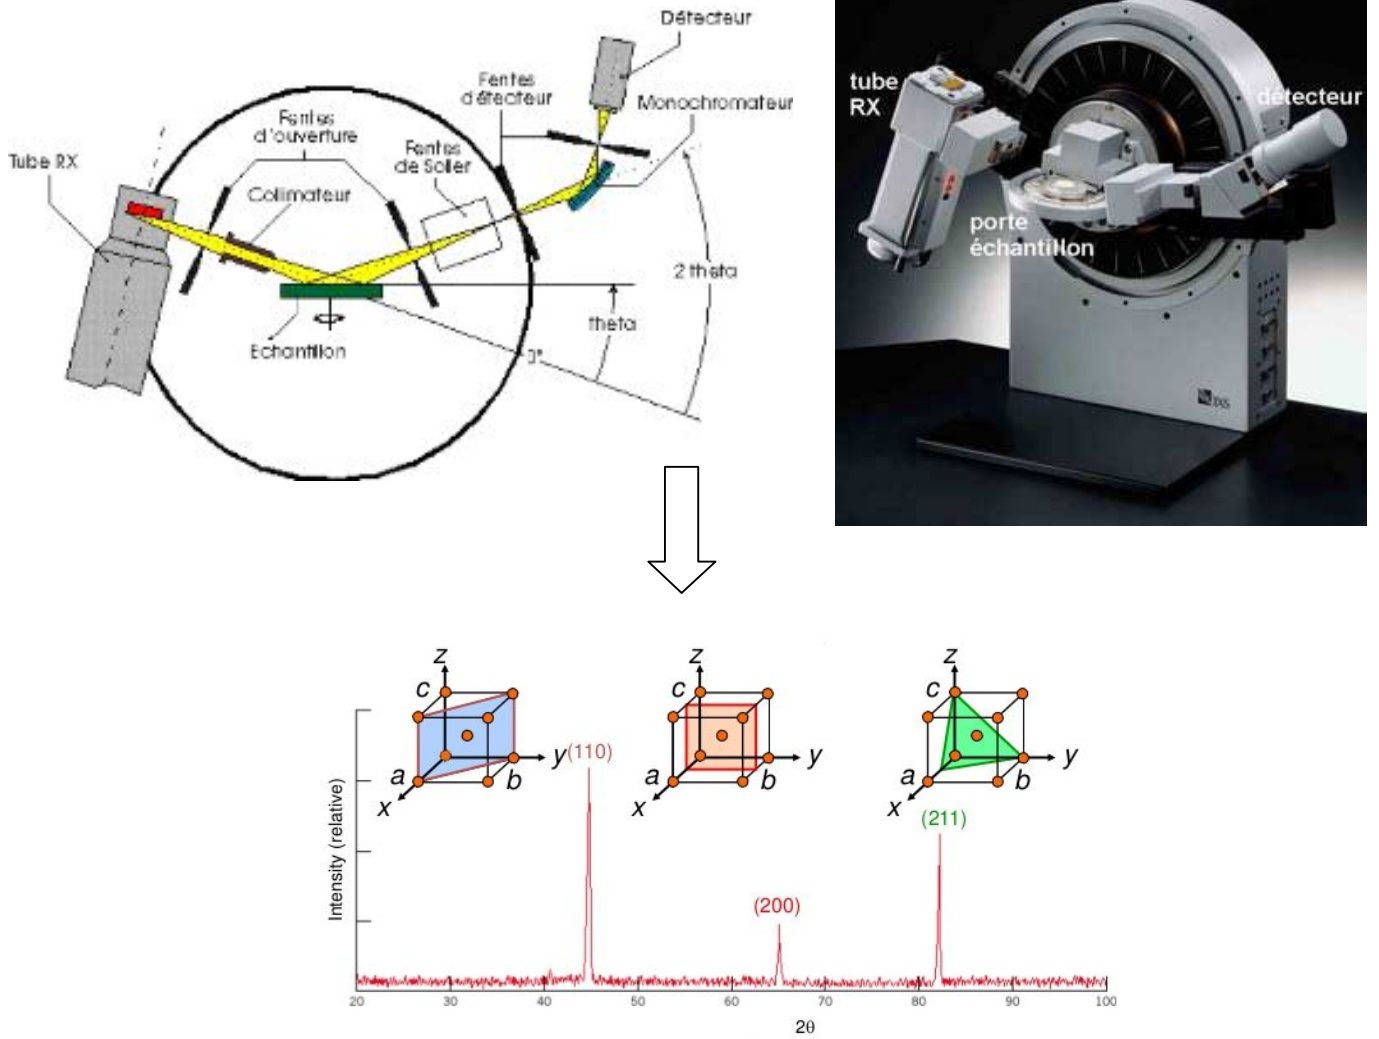 Détecteur
Fentes
détecteur
Monochromateur
Fentes
d'ouverture
Fentes
de Soller
Tube RX
Collimateur
2 theta
theta
Echantillon
0°
tube
RX
détecteur
porte
échantillon
z
c
a
x
y
b
(110)
z
c
a
x
y
b
(200)
z
c
a
x
y
b
(211)
Intensity (relative)
20 30 40 50 60 70 80 90 100
2θ